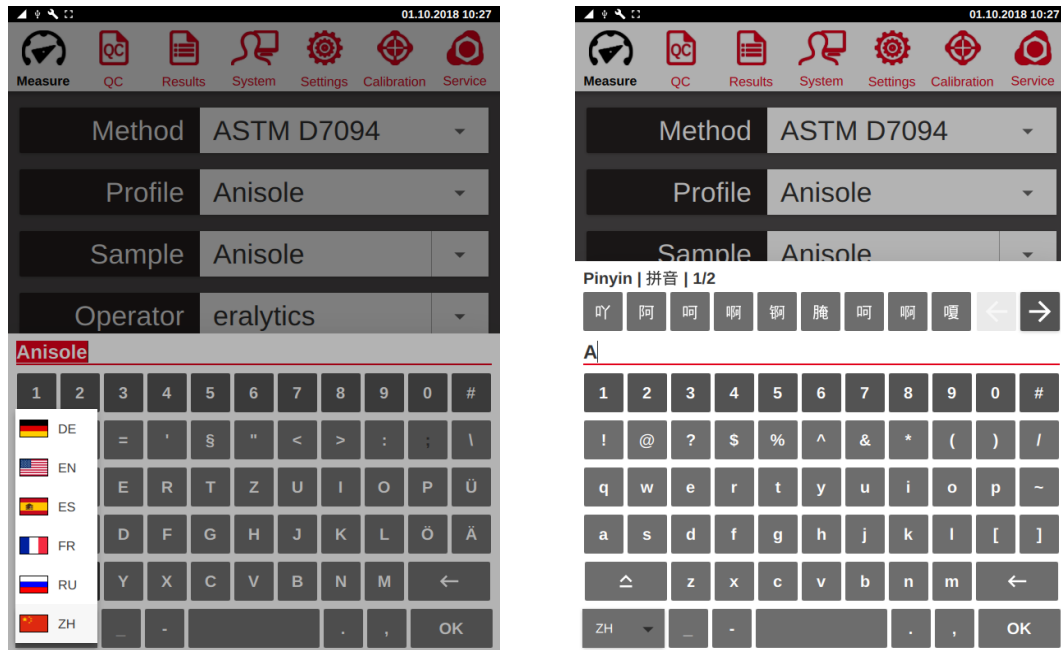 01.10.2018 10:27
Measure QC Results System Settings Calibration Service
Method ASTM D7094
Profile Anisole
Sample Anisole
Operator eralytics
Anisole
1 2 3 4 5 6 7 8 9 0 #
DE = ' § " < > : ; \
EN
E R T Z U I O P Ü
ES
D F G H J K L Ö Ä
FR
RU Y X C V B N M ←
ZH _ - . , OK
01.10.2018 10:27
Measure QC Results System Settings Calibration Service
Method ASTM D7094
Profile Anisole
Sample Anisole
Pinyin | 拼音 | 1/2
吖 阿 呵 啊 锕 腌 呵 啊 嗄 ← →
A
1 2 3 4 5 6 7 8 9 0 #
! @ ? $ % ^ & * ( ) /
q w e r t y u i o p ~
a s d f g h j k l [ ]
z x c v b n m ←
ZH _ - . , OK